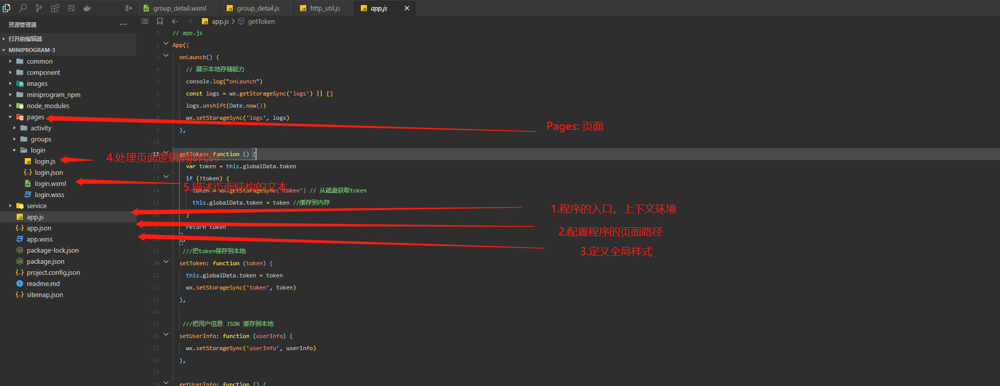 group_detail.wxml
group_detail.js
http_util.js
app.js
资源管理器
app.js
getToken
打开的编辑器
MINIPROGRAM-3
common
component
images
miniprogram_npm
node_modules
pages
activity
groups
login
login.js
login.json
login.wxml
login.wxss
service
app.js
app.json
app.wxss
package-lock.json
package.json
project.config.json
readme.md
sitemap.json
1 // app.js
2 App({
3 onLaunch() {
4 // 展示本地存储能力
5 console.log("onLaunch")
6 const logs = wx.getStorageSync('logs') || []
7 logs.unshift(Date.now())
8 wx.setStorageSync('logs', logs)
9 },
10
11 getToken: function () {
12 var token = this.globalData.token
13 if (!token) {
14 token = wx.getStorageSync('token') // 从磁盘获取token
15 this.globalData.token = token //缓存到内存
16 }
17 return token
18 },
19 ///把token保存到本地
20 setToken: function (token) {
21 this.globalData.token = token
22 wx.setStorageSync('token', token)
23 },
24
25 ///把用户信息 JSON 缓存到本地
26 setUserInfo: function (userInfo) {
27 wx.setStorageSync('userInfo', userInfo)
28 },
29
30 getUserInfo: function () {
Pages: 页面
4.处理页面逻辑的js代码
5.描述页面结构的文本
1.程序的入口。上下文环境
2.配置程序的页面路径
3.定义全局样式